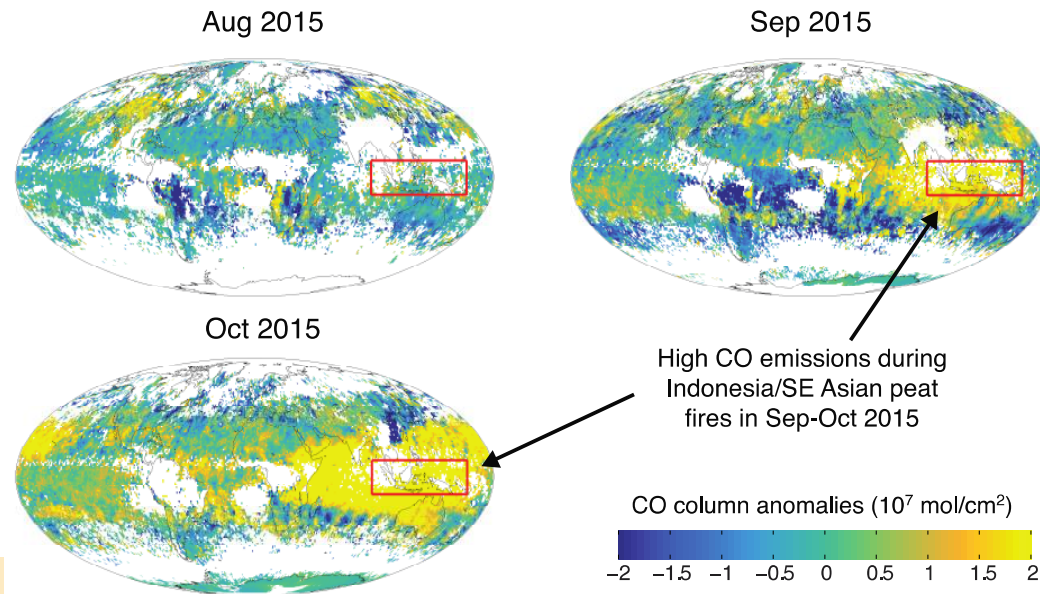 Aug 2015
Sep 2015
Oct 2015
High CO emissions during
Indonesia/SE Asian peat
fires in Sep-Oct 2015
CO column anomalies (10⁷ mol/cm²)
−2 −1.5 −1 −0.5 0 0.5 1 1.5 2